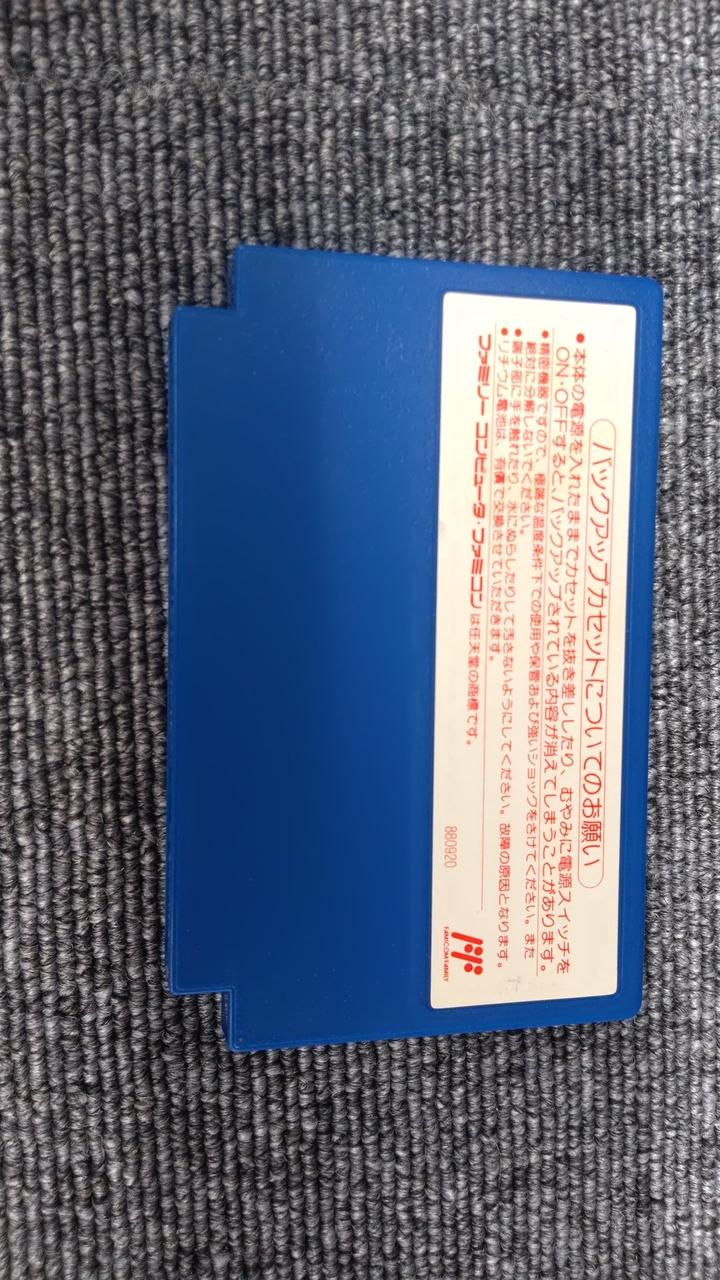 バックアップカセットについてのお願い
●本体の電源を入れたままでカセットを抜き差ししたり、むやみに電源スイッチを
ON・OFFすると、バックアップされている内容が消えてしまうことがあります。
●精密機器ですので、極端な温度条件下での使用や保管および強いショックをさけてください。また
絶対に分解しないでください。
●端子部に手を触れたり、水にぬらしたりして汚さないようにしてください。故障の原因となります。
●リチウム電池は、有償で交換させていただきます。
ファミリー コンピュータ・ファミコンは任天堂の商標です。
880920
FAMICOM FAMILY